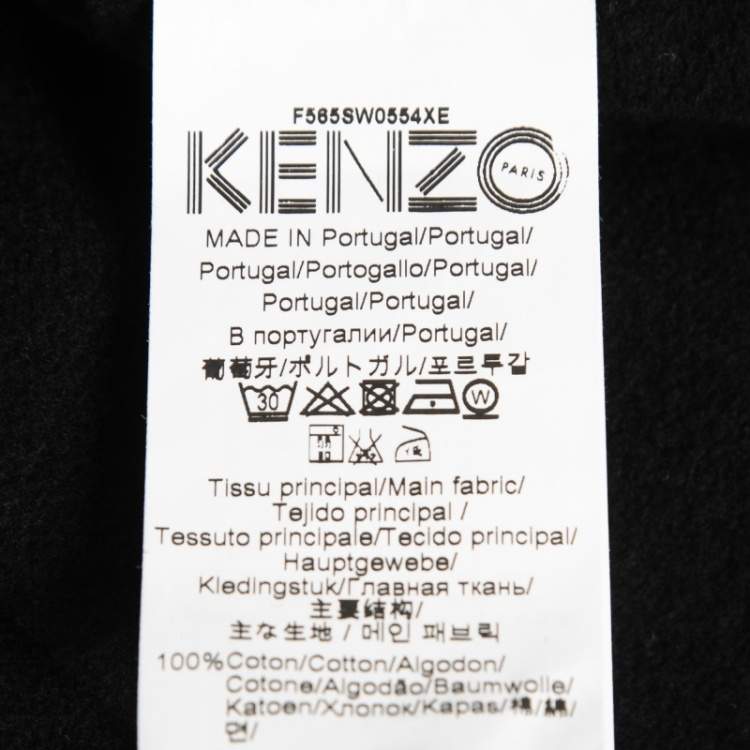 F565SW0554XE
KENZO PARIS
MADE IN Portugal/Portugal/
Portugal/Portogallo/Portugal/
Portugal/Portugal/
В португалии/Portugal/
葡萄牙/ポルトガル/포르투갈
30 W
Tissu principal/Main fabric/
Tejido principal /
Tessuto principale/Tecido principal/
Hauptgewebe/
Kledingstuk/Главная ткань/
主要结构/
主な生地 / 메인 패브릭
100% Coton/Cotton/Algodon/
Cotone/Algodão/Baumwolle/
Katoen/Хлопок/Kapas/棉/綿/
면/